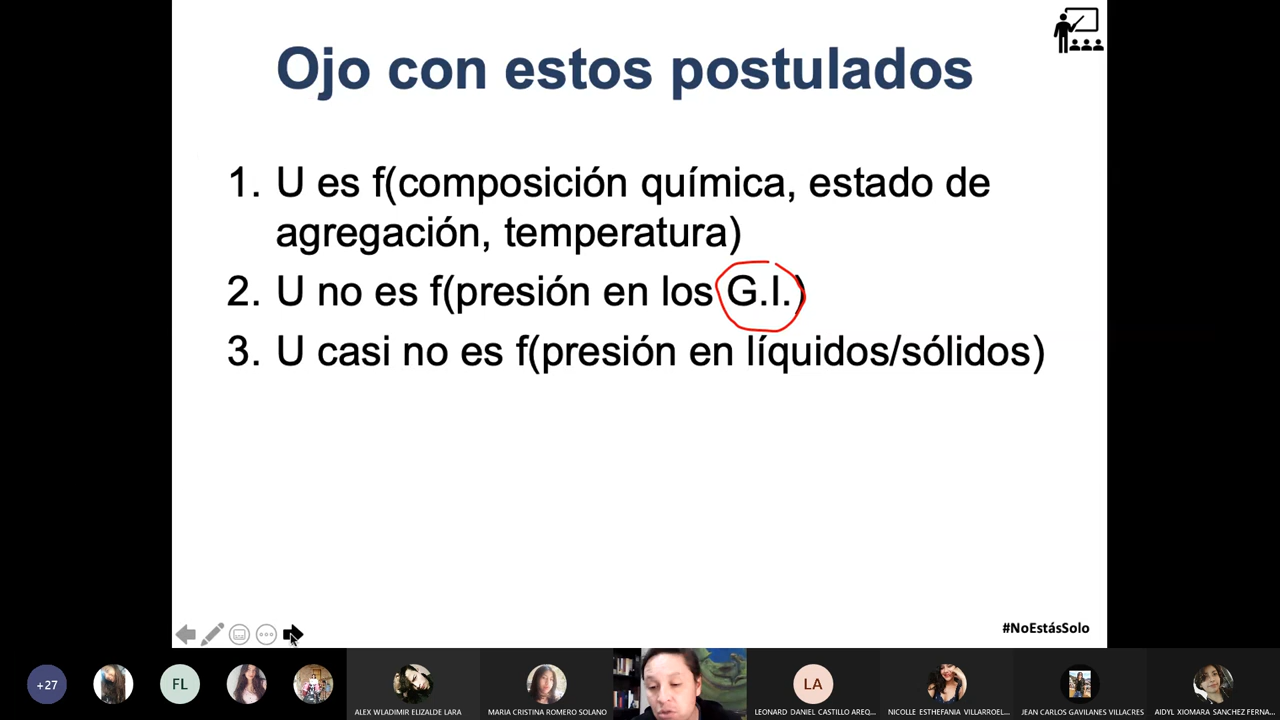 Ojo con estos postulados
1. U es f(composición química, estado de
agregación, temperatura)
2. U no es f(presión en los G.I.)
3. U casi no es f(presión en líquidos/sólidos)
#NoEstásSolo
+27
FL
ALEX WLADIMIR ELIZALDE LARA
MARIA CRISTINA ROMERO SOLANO
LA
LEONARD DANIEL CASTILLO AREQ...
NICOLLE ESTHEFANIA VILLARROEL...
JEAN CARLOS GAVILANES VILLACRES
AIDYL XIOMARA SANCHEZ FERNA...